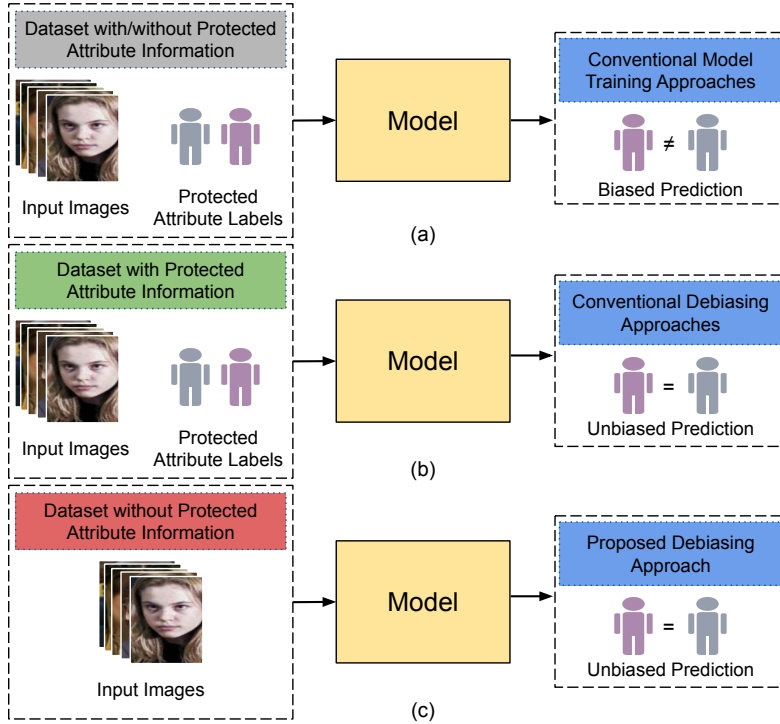 Dataset with/without Protected
Attribute Information
Input Images
Protected
Attribute Labels
Model
Conventional Model
Training Approaches
≠
Biased Prediction
(a)
Dataset with Protected
Attribute Information
Input Images
Protected
Attribute Labels
Model
Conventional Debiasing
Approaches
=
Unbiased Prediction
(b)
Dataset without Protected
Attribute Information
Input Images
Model
Proposed Debiasing
Approach
=
Unbiased Prediction
(c)